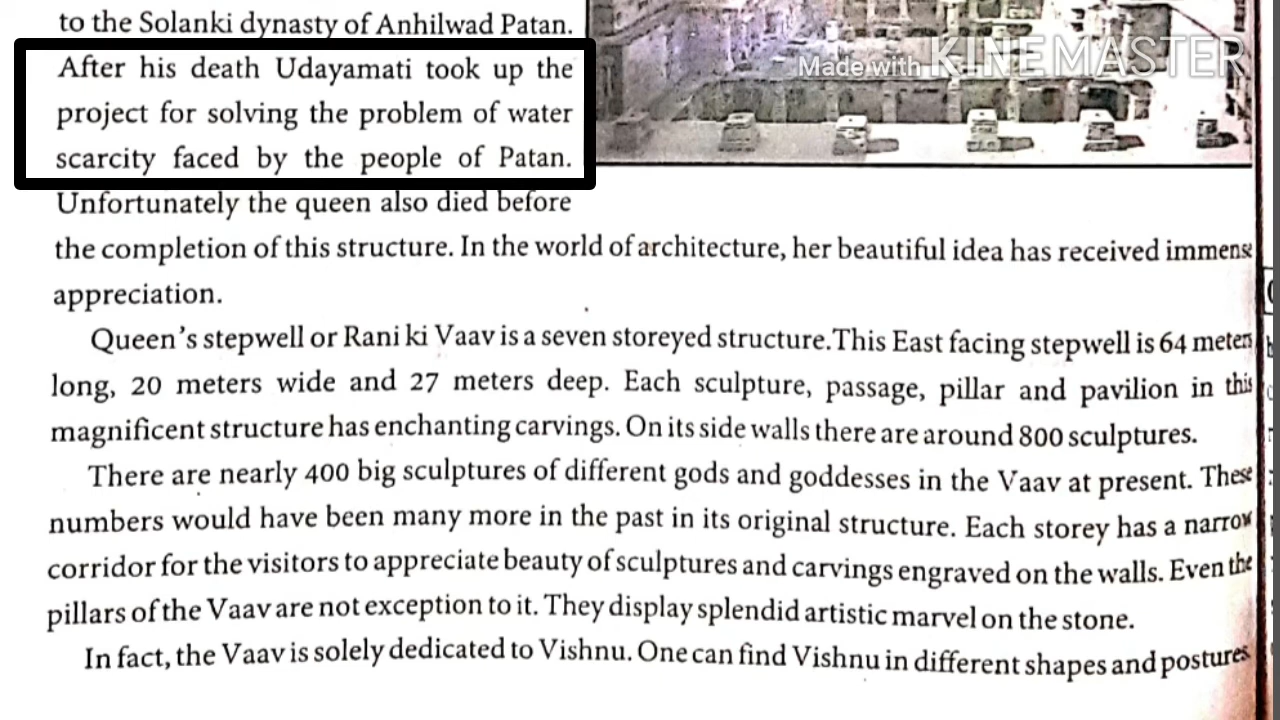 to the Solanki dynasty of Anhilwad Patan.
After his death Udayamati took up the
project for solving the problem of water
scarcity faced by the people of Patan.
Unfortunately the queen also died before
the completion of this structure. In the world of architecture, her beautiful idea has received immense
appreciation.
Queen's stepwell or Rani ki Vaav is a seven storeyed structure.This East facing stepwell is 64 meters
long, 20 meters wide and 27 meters deep. Each sculpture, passage, pillar and pavilion in this
magnificent structure has enchanting carvings. On its side walls there are around 800 sculptures.
There are nearly 400 big sculptures of different gods and goddesses in the Vaav at present. These
numbers would have been many more in the past in its original structure. Each storey has a narrow
corridor for the visitors to appreciate beauty of sculptures and carvings engraved on the walls. Even the
pillars of the Vaav are not exception to it. They display splendid artistic marvel on the stone.
In fact, the Vaav is solely dedicated to Vishnu. One can find Vishnu in different shapes and postures
Made with KINEMASTER